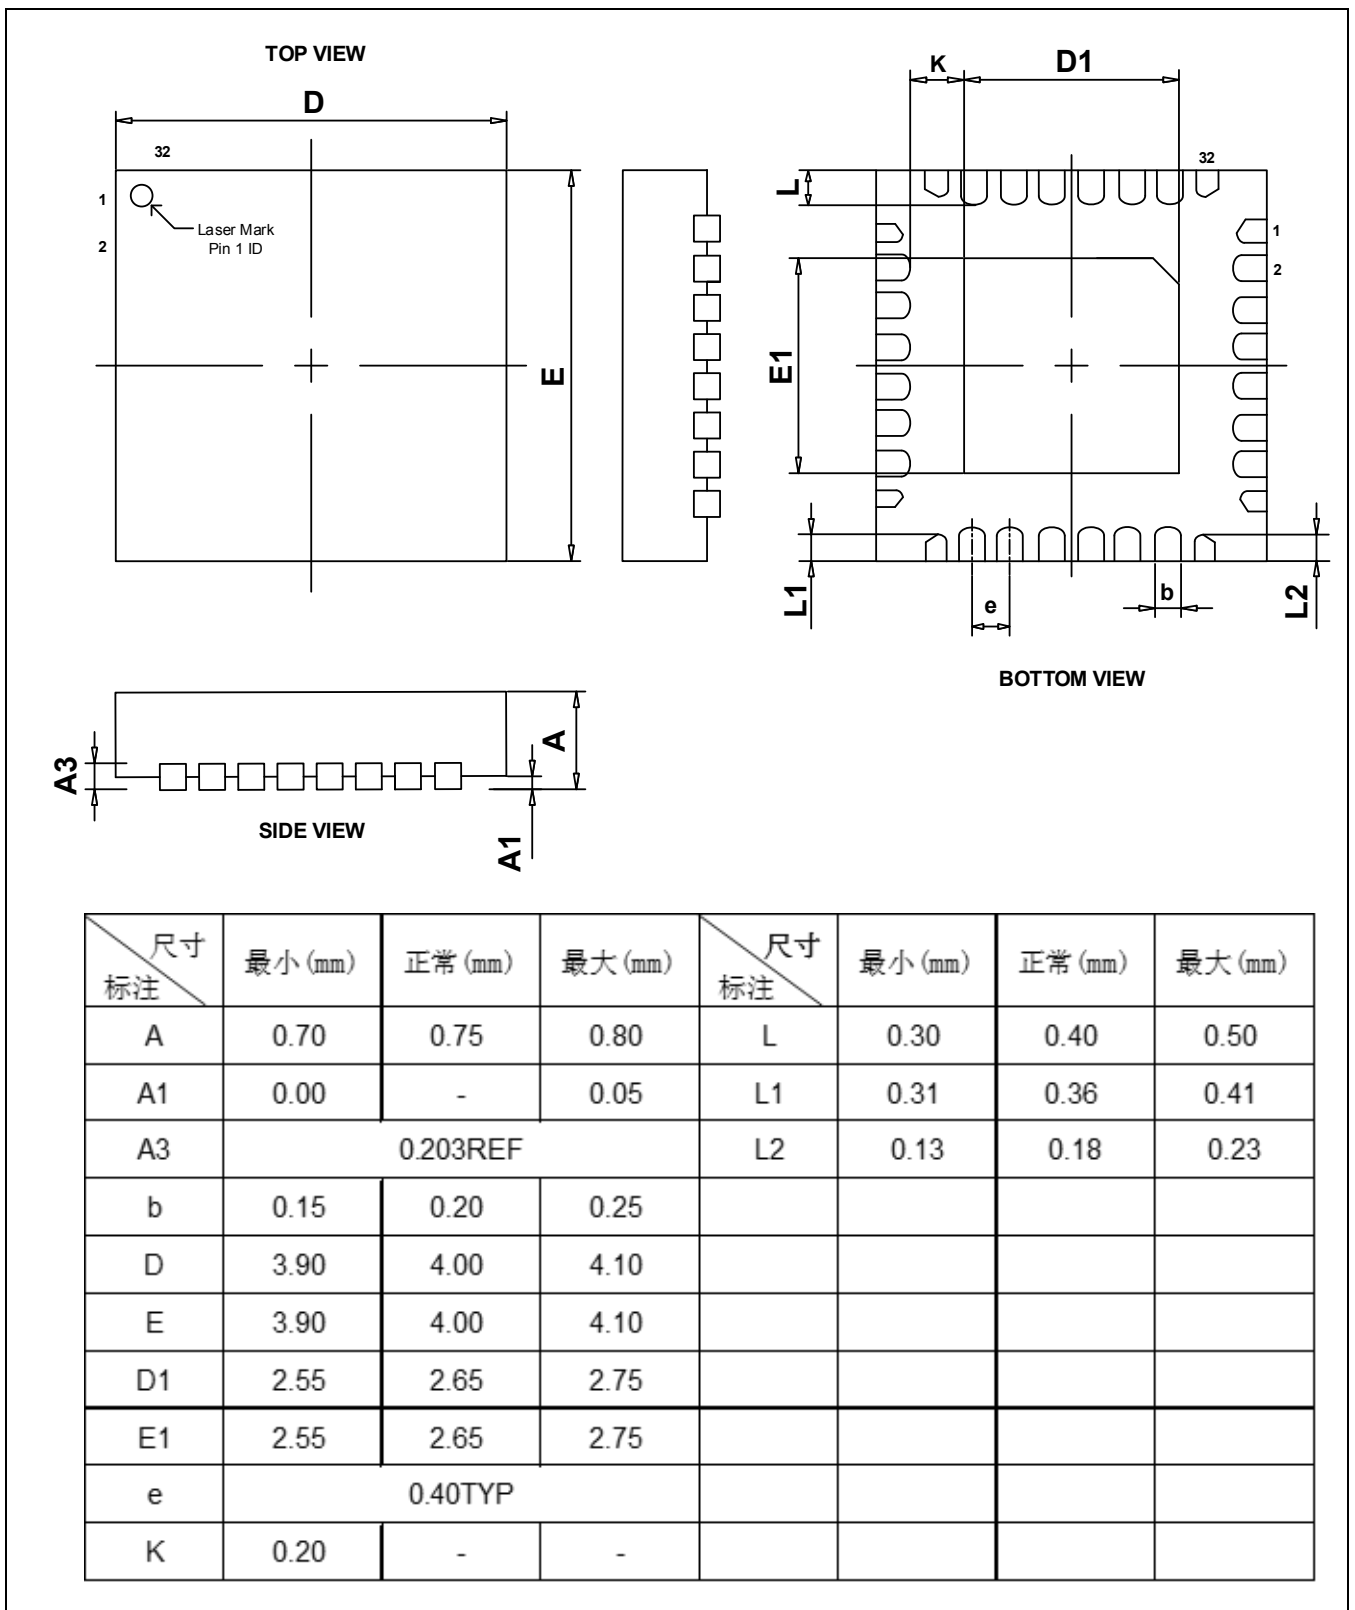 TOP VIEW
D
32
1
2
Laser Mark
Pin 1 ID
E
K
D1
L
32
1
2
E1
L1
e
b
L2
BOTTOM VIEW
A3
A
A1
SIDE VIEW
尺寸 标注 最小(mm) 正常(mm) 最大(mm) 尺寸 标注 最小(mm) 正常(mm) 最大(mm)
A 0.70 0.75 0.80 L 0.30 0.40 0.50
A1 0.00 - 0.05 L1 0.31 0.36 0.41
A3 0.203REF L2 0.13 0.18 0.23
b 0.15 0.20 0.25
D 3.90 4.00 4.10
E 3.90 4.00 4.10
D1 2.55 2.65 2.75
E1 2.55 2.65 2.75
e 0.40TYP
K 0.20 - -